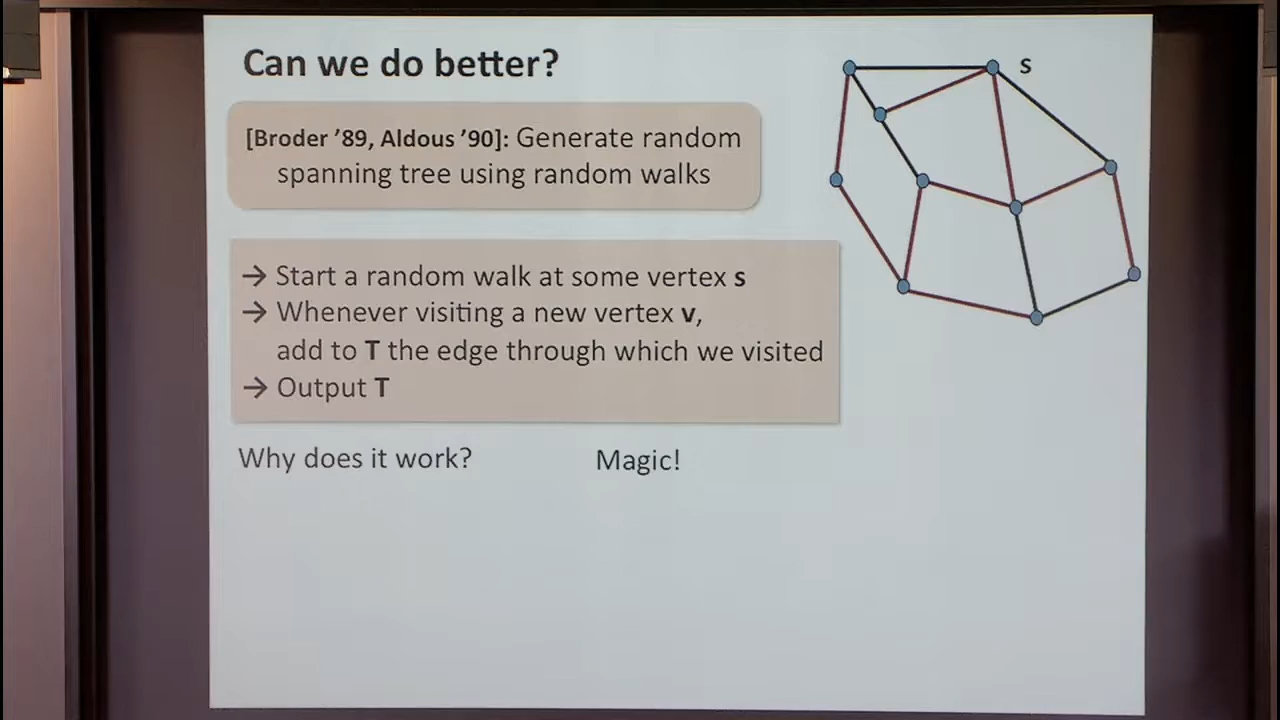 Can we do better?
s
[Broder ’89, Aldous ’90]: Generate random
spanning tree using random walks
→ Start a random walk at some vertex s
→ Whenever visiting a new vertex v,
add to T the edge through which we visited
→ Output T
Why does it work? Magic!